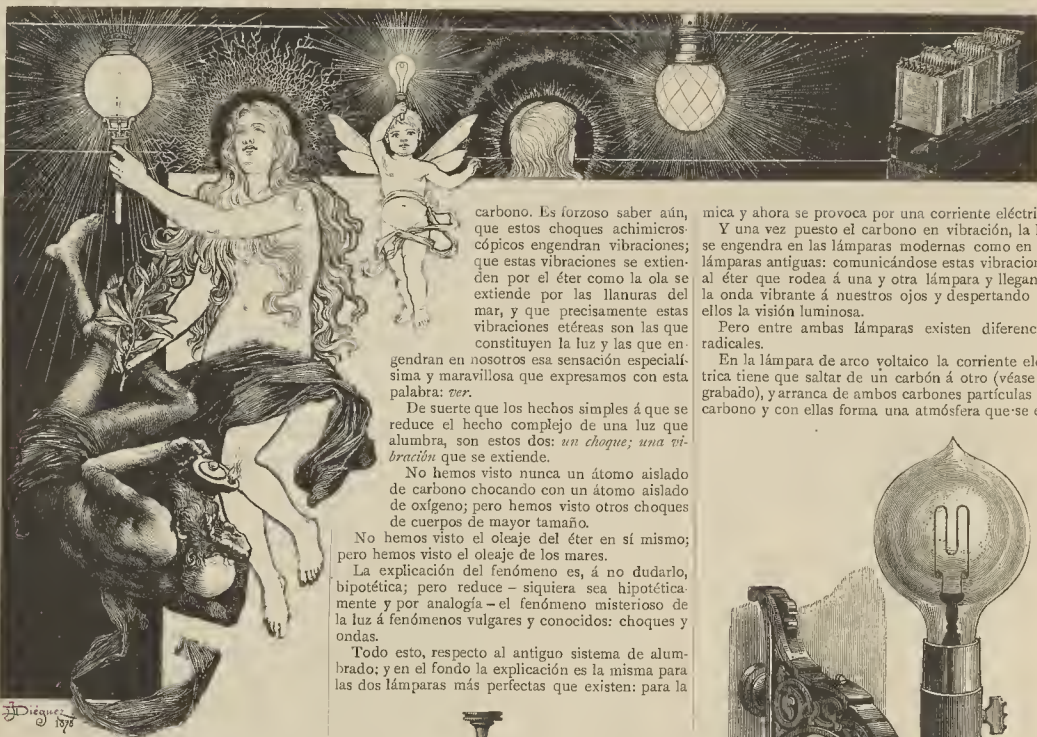 carbono. Es forzoso saber aún,
que estos choques achimicros-
cópicos engendran vibraciones;
que estas vibraciones se extien-
den por el éter como la ola se
extiende por las llanuras del
mar, y que precisamente estas
vibraciones etéreas son las que
constituyen la luz y las que en-
gendran en nosotros esa sensación especialí-
sima y maravillosa que expresamos con esta
palabra: ver.
De suerte que los hechos simples á que se
reduce el hecho complejo de una luz que
alumbra, son estos dos: un choque; una vi-
bración que se extiende.
No hemos visto nunca un átomo aislado
de carbono chocando con un átomo aislado
de oxígeno; pero hemos visto otros choques
de cuerpos de mayor tamaño.
No hemos visto el oleaje del éter en sí mismo;
pero hemos visto el oleaje de los mares.
La explicación del fenómeno es, á no dudarlo,
bipotética; pero reduce – siquiera sea hipotética-
mente y por analogía – el fenómeno misterioso de
la luz á fenómenos vulgares y conocidos: choques y
ondas.
Todo esto, respecto al antiguo sistema de alum-
brado; y en el fondo la explicación es la misma para
las dos lámparas más perfectas que existen: para la
mica y ahora se provoca por una corriente eléctri
Y una vez puesto el carbono en vibración, la
se engendra en las lámparas modernas como en
lámparas antiguas: comunicándose estas vibracion
al éter que rodea á una y otra lámpara y llegan
la onda vibrante á nuestros ojos y despertando
ellos la visión luminosa.
Pero entre ambas lámparas existen diferenc
radicales.
En la lámpara de arco voltaico la corriente elé
trica tiene que saltar de un carbón á otro (véase
grabado), y arranca de ambos carbones partículas
carbono y con ellas forma una atmósfera que se e
J Diéguez
1878